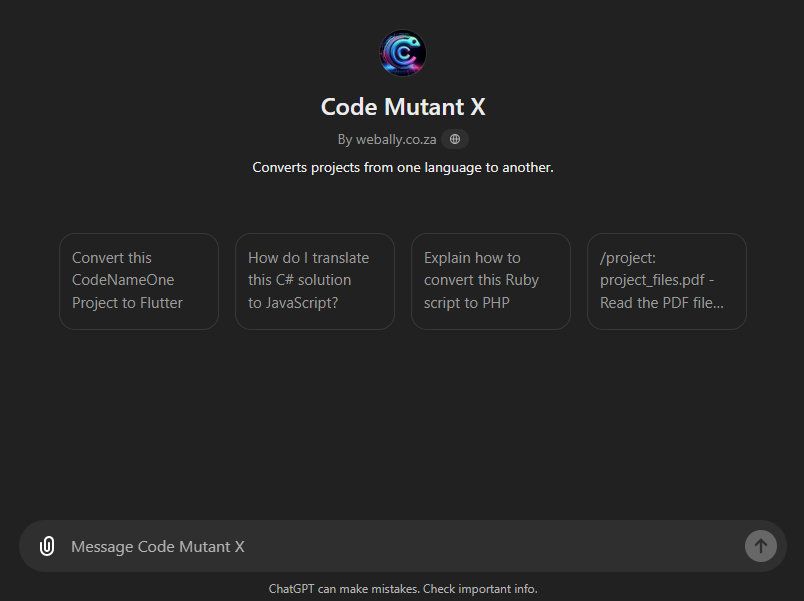 Code Mutant X
By webally.co.za
Converts projects from one language to another.
Convert this
CodeNameOne
Project to Flutter
How do I translate
this C# solution
to JavaScript?
Explain how to
convert this Ruby
script to PHP
/project:
project_files.pdf -
Read the PDF file...
Message Code Mutant X
ChatGPT can make mistakes. Check important info.